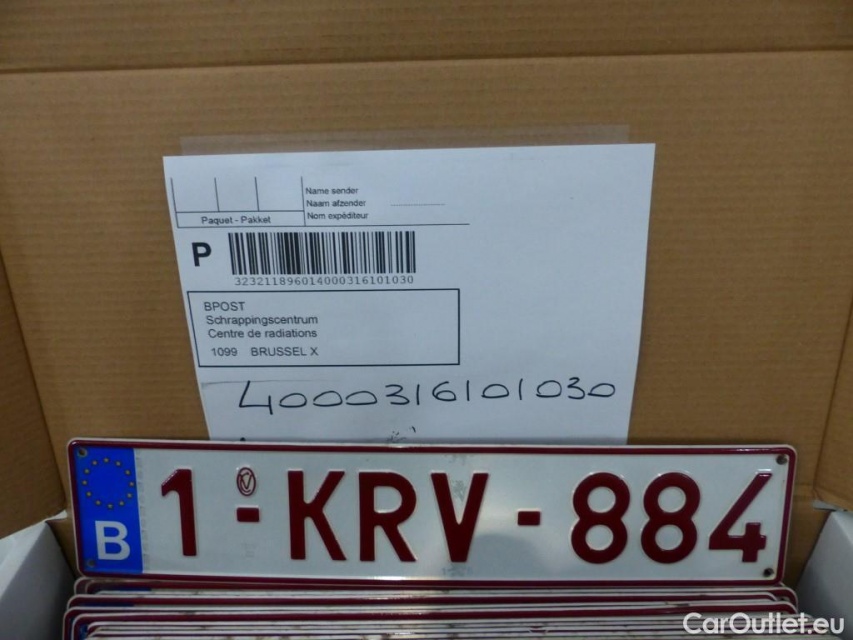 Name sender
Naam afzender
Nom expéditeur
Paquet - Pakket
P
323211896014000316101030
BPOST
Schrappingscentrum
Centre de radiations
1099 BRUSSEL X
4000316101030
B 1-KRV-884
CarOutlet.eu